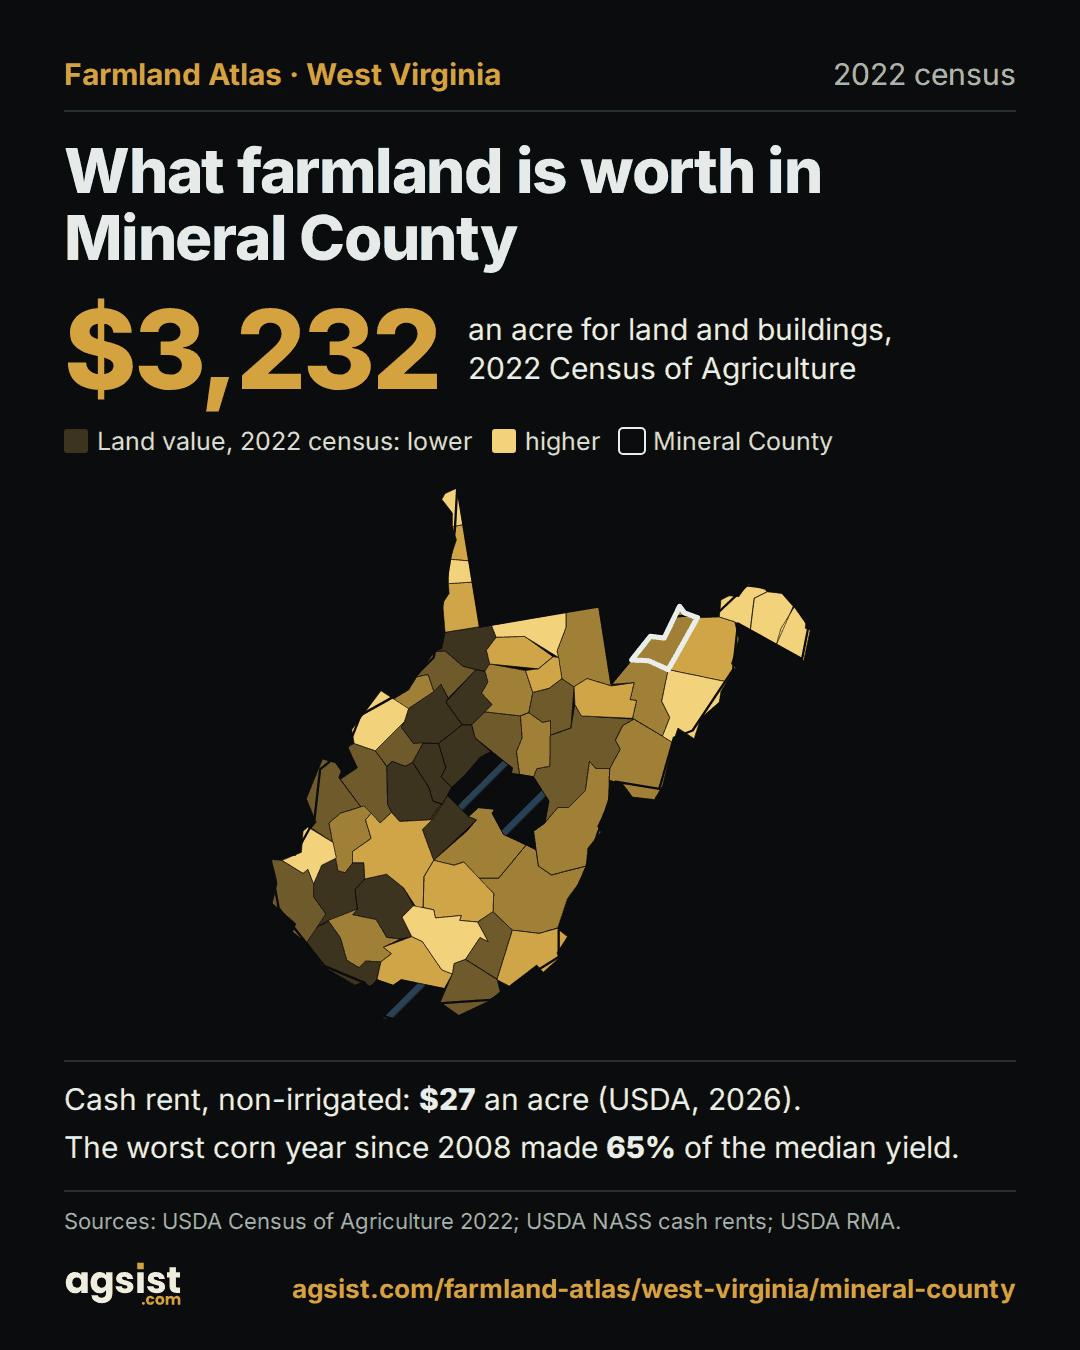 Farmland Atlas · West Virginia
2022 census
What farmland is worth in
Mineral County
$3,232
an acre for land and buildings,
2022 Census of Agriculture
Land value, 2022 census: lower
higher
Mineral County
Cash rent, non-irrigated: $27 an acre (USDA, 2026).
The worst corn year since 2008 made 65% of the median yield.
Sources: USDA Census of Agriculture 2022; USDA NASS cash rents; USDA RMA.
agsist
.com
agsist.com/farmland-atlas/west-virginia/mineral-county